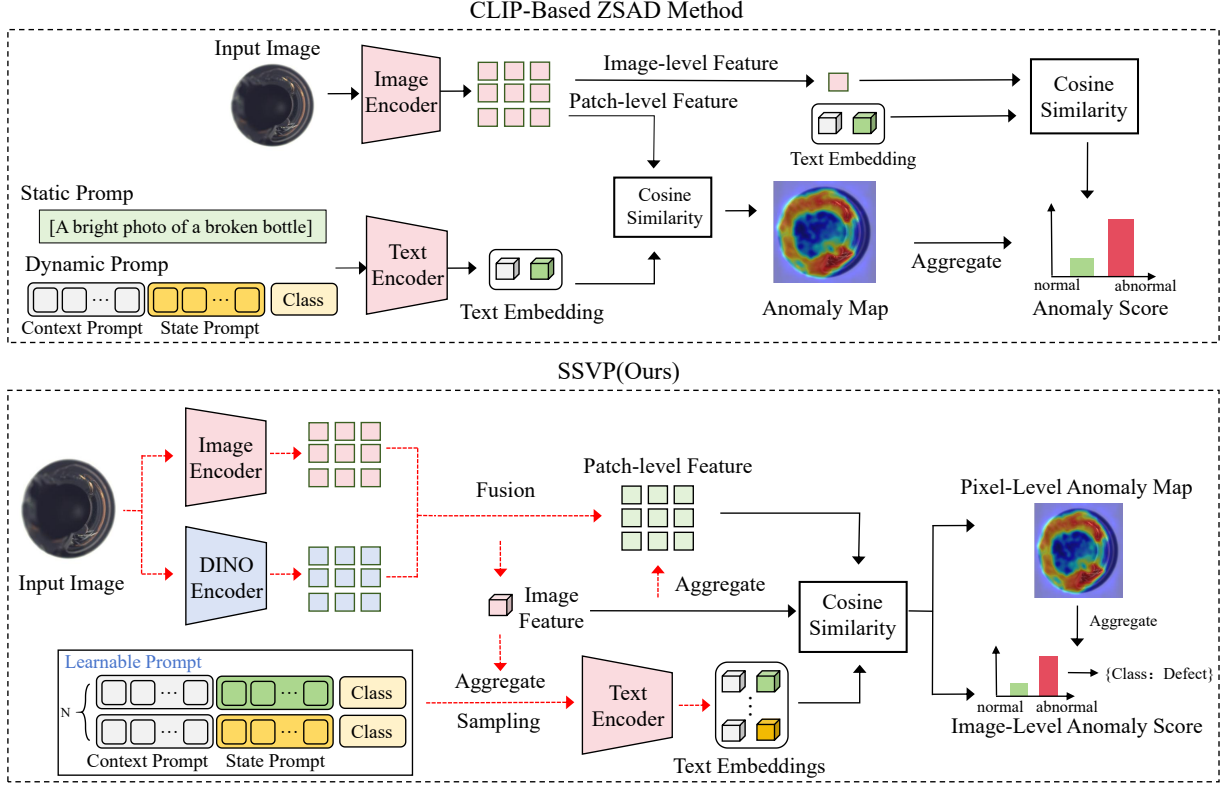 CLIP-Based ZSAD Method
Input Image
Image
Encoder
Image-level Feature
Patch-level Feature
Text Embedding
Cosine
Similarity
Static Promp
[A bright photo of a broken bottle]
Dynamic Promp
...
...
Class
Context Prompt
State Prompt
Text
Encoder
Text Embedding
Cosine
Similarity
Anomaly Map
Aggregate
normal
abnormal
Anomaly Score
SSVP(Ours)
Input Image
Image
Encoder
DINO
Encoder
Fusion
Patch-level Feature
Image
Feature
Aggregate
Learnable Prompt
N
...
...
Class
...
...
Class
Context Prompt
State Prompt
Aggregate
Sampling
Text
Encoder
Text Embeddings
Cosine
Similarity
Pixel-Level Anomaly Map
Aggregate
{Class：Defect}
normal
abnormal
Image-Level Anomaly Score